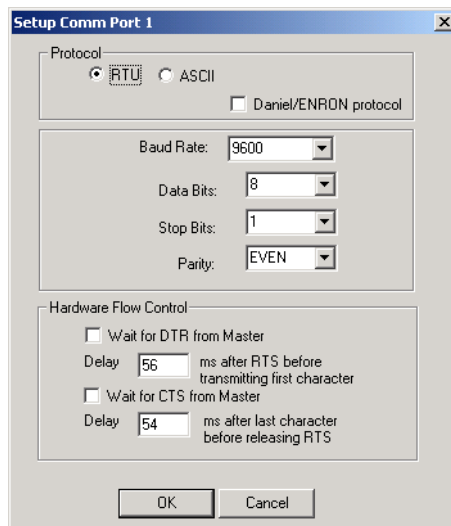 Setup Comm Port 1
Protocol
RTU ASCII
Daniel/ENRON protocol
Baud Rate: 9600
Data Bits: 8
Stop Bits: 1
Parity: EVEN
Hardware Flow Control
Wait for DTR from Master
Delay 56 ms after RTS before
transmitting first character
Wait for CTS from Master
Delay 54 ms after last character
before releasing RTS
OK Cancel